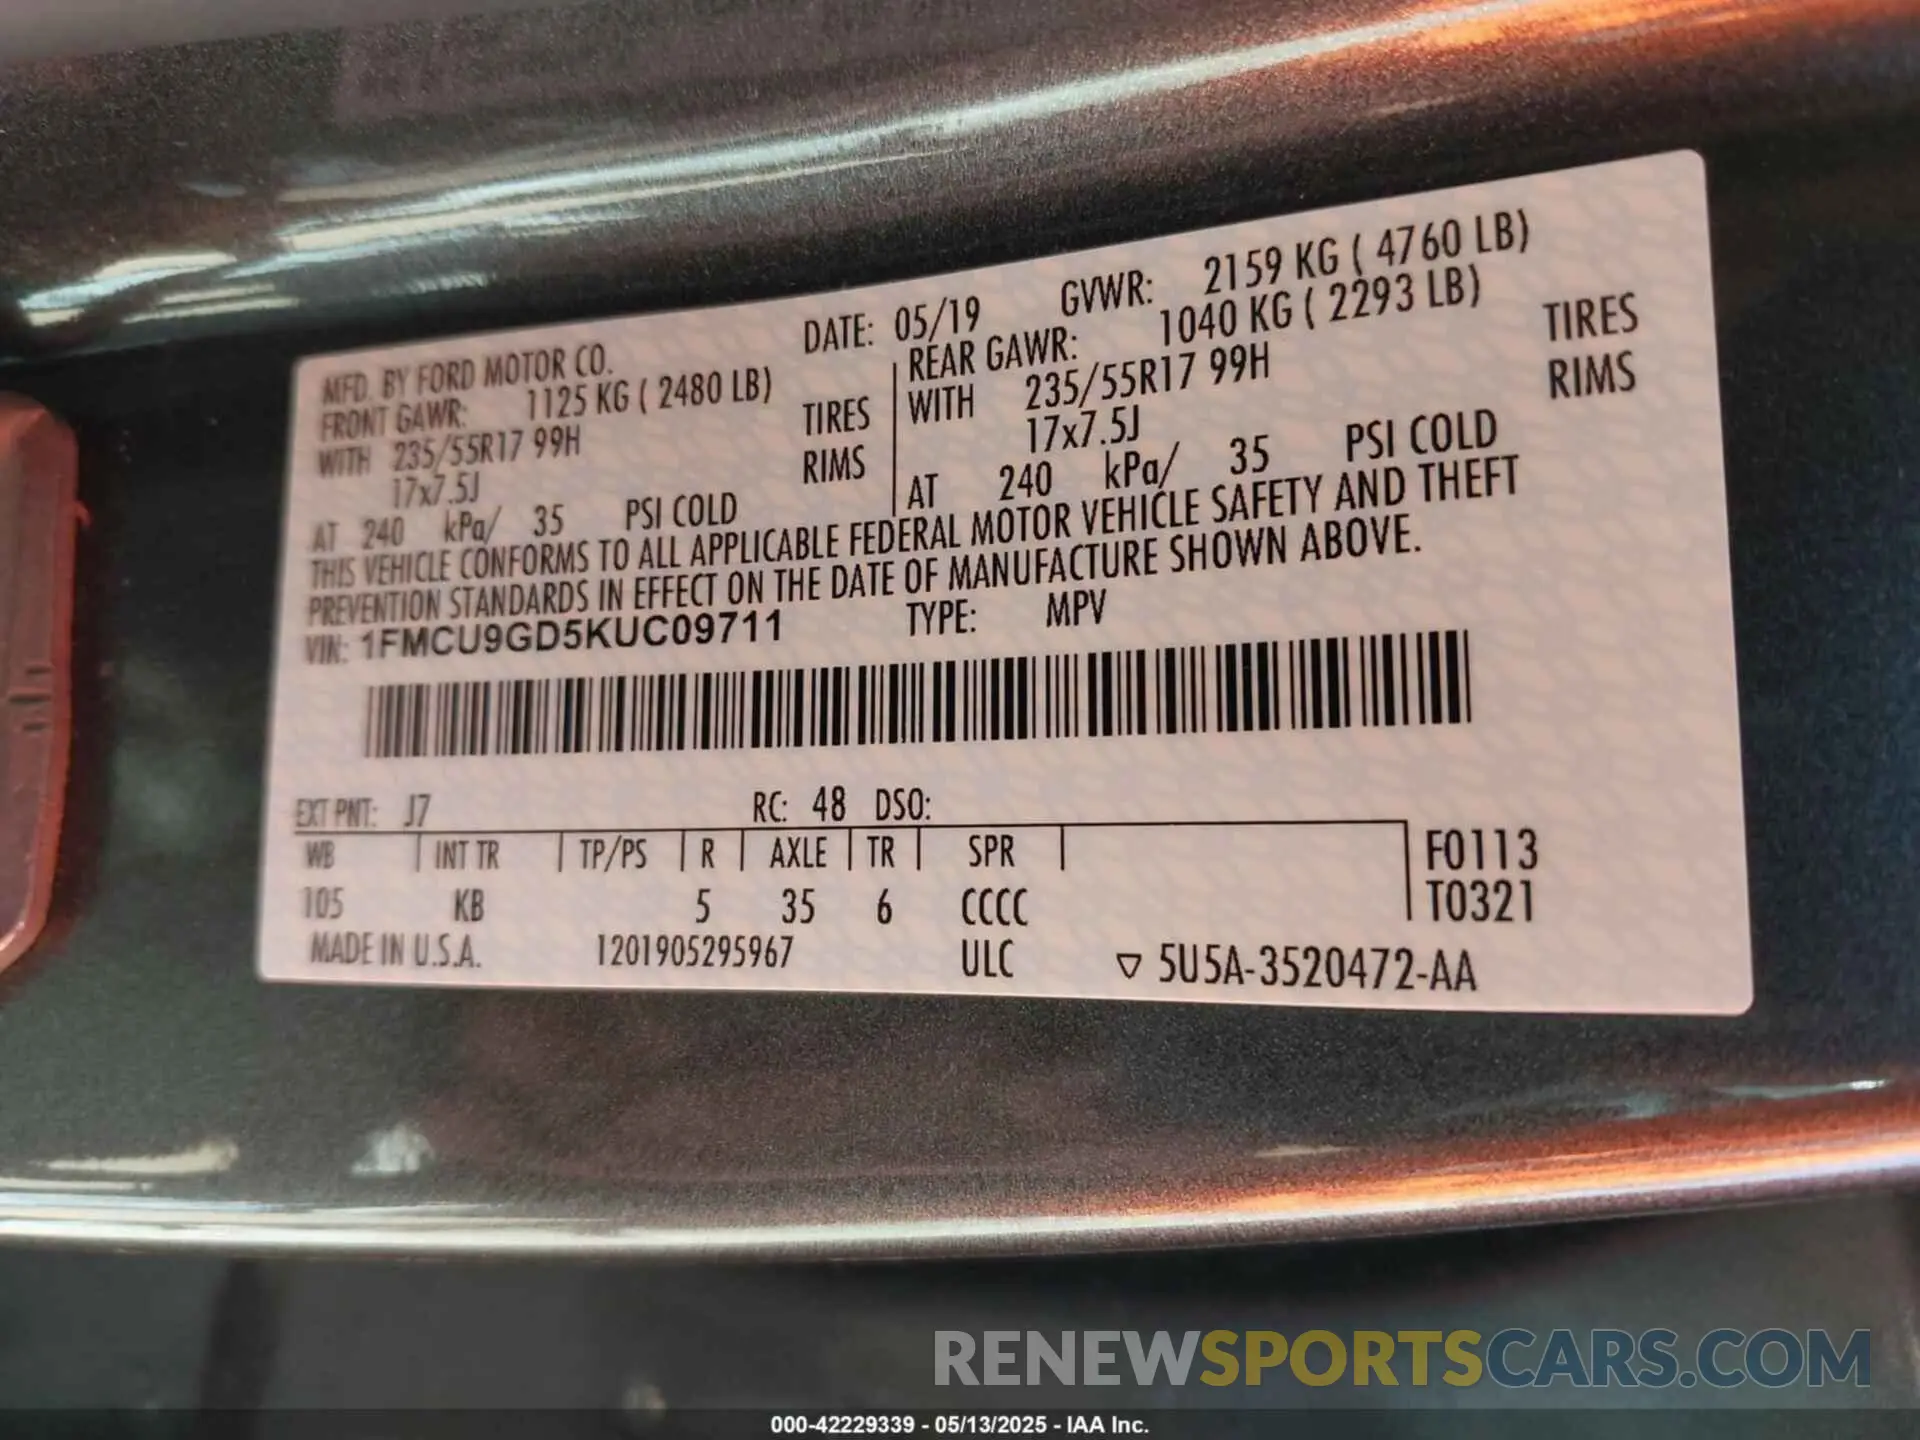 MFD. BY FORD MOTOR CO. DATE: 05/19 GVWR: 2159 KG ( 4760 LB)
FRONT GAWR: 1125 KG ( 2480 LB) REAR GAWR: 1040 KG ( 2293 LB)
WITH 235/55R17 99H TIRES WITH 235/55R17 99H TIRES
17x7.5J RIMS 17x7.5J RIMS
AT 240 kPa/ 35 PSI COLD AT 240 kPa/ 35 PSI COLD
THIS VEHICLE CONFORMS TO ALL APPLICABLE FEDERAL MOTOR VEHICLE SAFETY AND THEFT
PREVENTION STANDARDS IN EFFECT ON THE DATE OF MANUFACTURE SHOWN ABOVE.
VIN: 1FMCU9GD5KUC09711 TYPE: MPV
EXT PNT: J7 RC: 48 DSO:
WB INT TR TP/PS R AXLE TR SPR F0113
105 KB 5 35 6 CCCC T0321
MADE IN U.S.A. 1201905295967 ULC ▽ 5U5A-3520472-AA
RENEWSPORTSCARS.COM
000-42229339 - 05/13/2025 - IAA Inc.